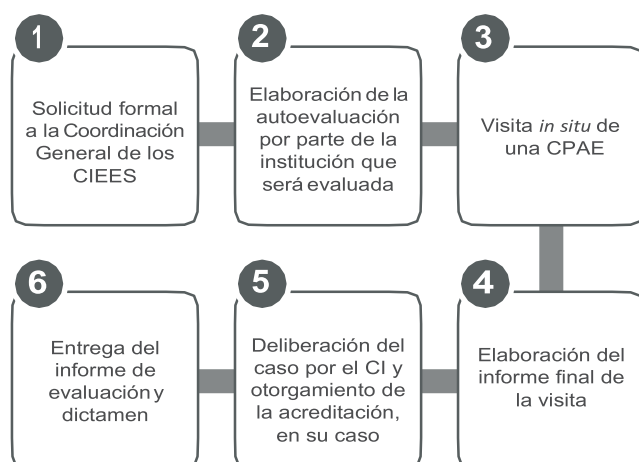 1
Solicitud formal
a la Coordinación
General de los
CIEES
2
Elaboración de la
autoevaluación
por parte de la
institución que
será evaluada
3
Visita in situ de
una CPAE
4
Elaboración del
informe final de
la visita
5
Deliberación del
caso por el CI y
otorgamiento de
la acreditación,
en su caso
6
Entrega del
informe de
evaluación y
dictamen